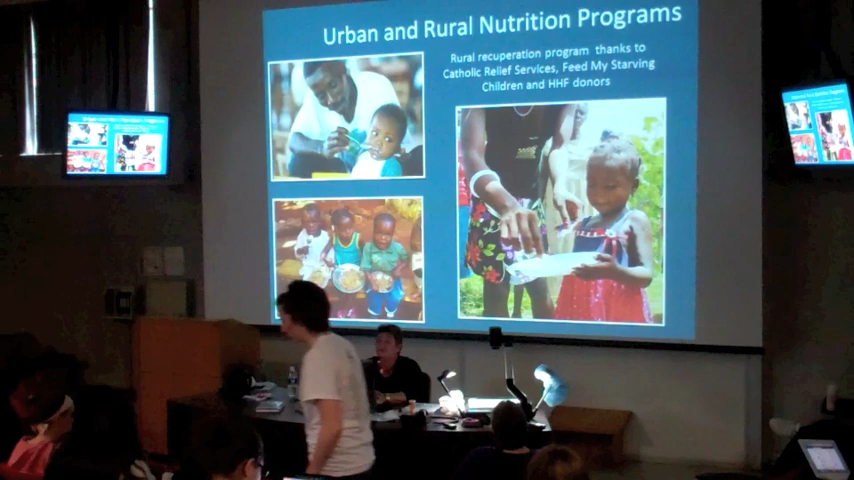 Urban and Rural Nutrition Programs
Rural recuperation program thanks to
Catholic Relief Services, Feed My Starving
Children and HHF donors